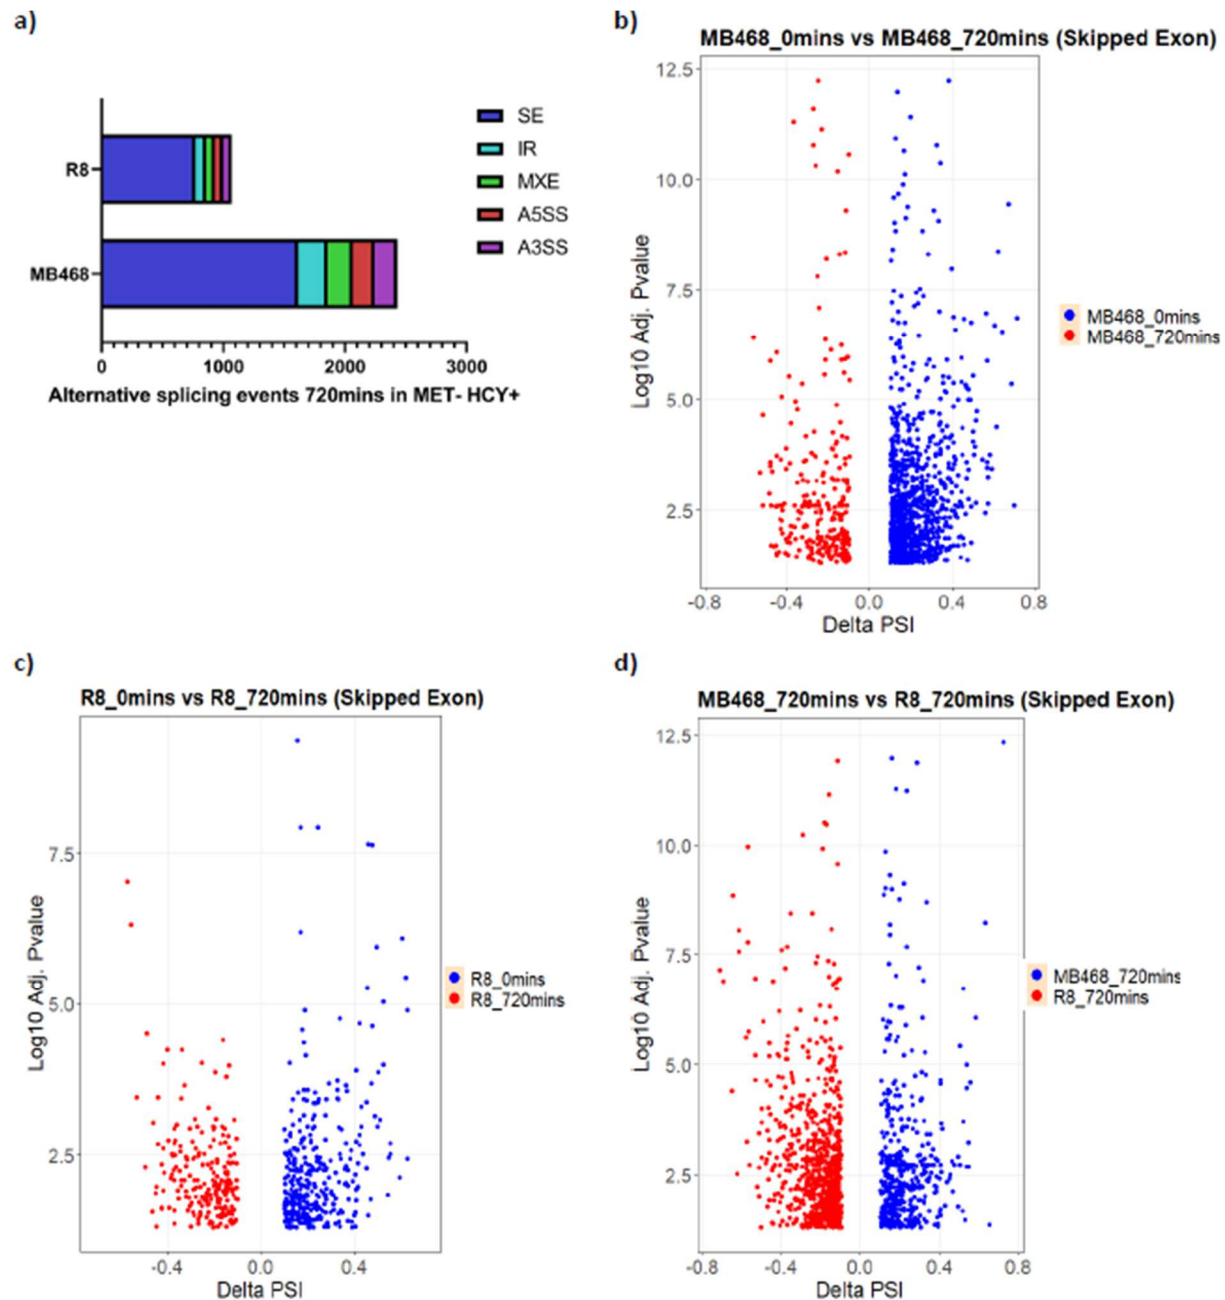 a)
R8
MB468
0
1000
2000
3000
Alternative splicing events 720mins in MET- HCY+
SE
IR
MXE
A5SS
A3SS
b)
MB468_0mins vs MB468_720mins (Skipped Exon)
12.5
10.0
7.5
5.0
2.5
Log10 Adj. Pvalue
-0.8
-0.4
0.0
0.4
0.8
Delta PSI
MB468_0mins
MB468_720mins
c)
R8_0mins vs R8_720mins (Skipped Exon)
7.5
5.0
2.5
Log10 Adj. Pvalue
-0.4
0.0
0.4
Delta PSI
R8_0mins
R8_720mins
d)
MB468_720mins vs R8_720mins (Skipped Exon)
12.5
10.0
7.5
5.0
2.5
Log10 Adj. Pvalue
-0.8
-0.4
0.0
0.4
0.8
Delta PSI
MB468_720mins
R8_720mins